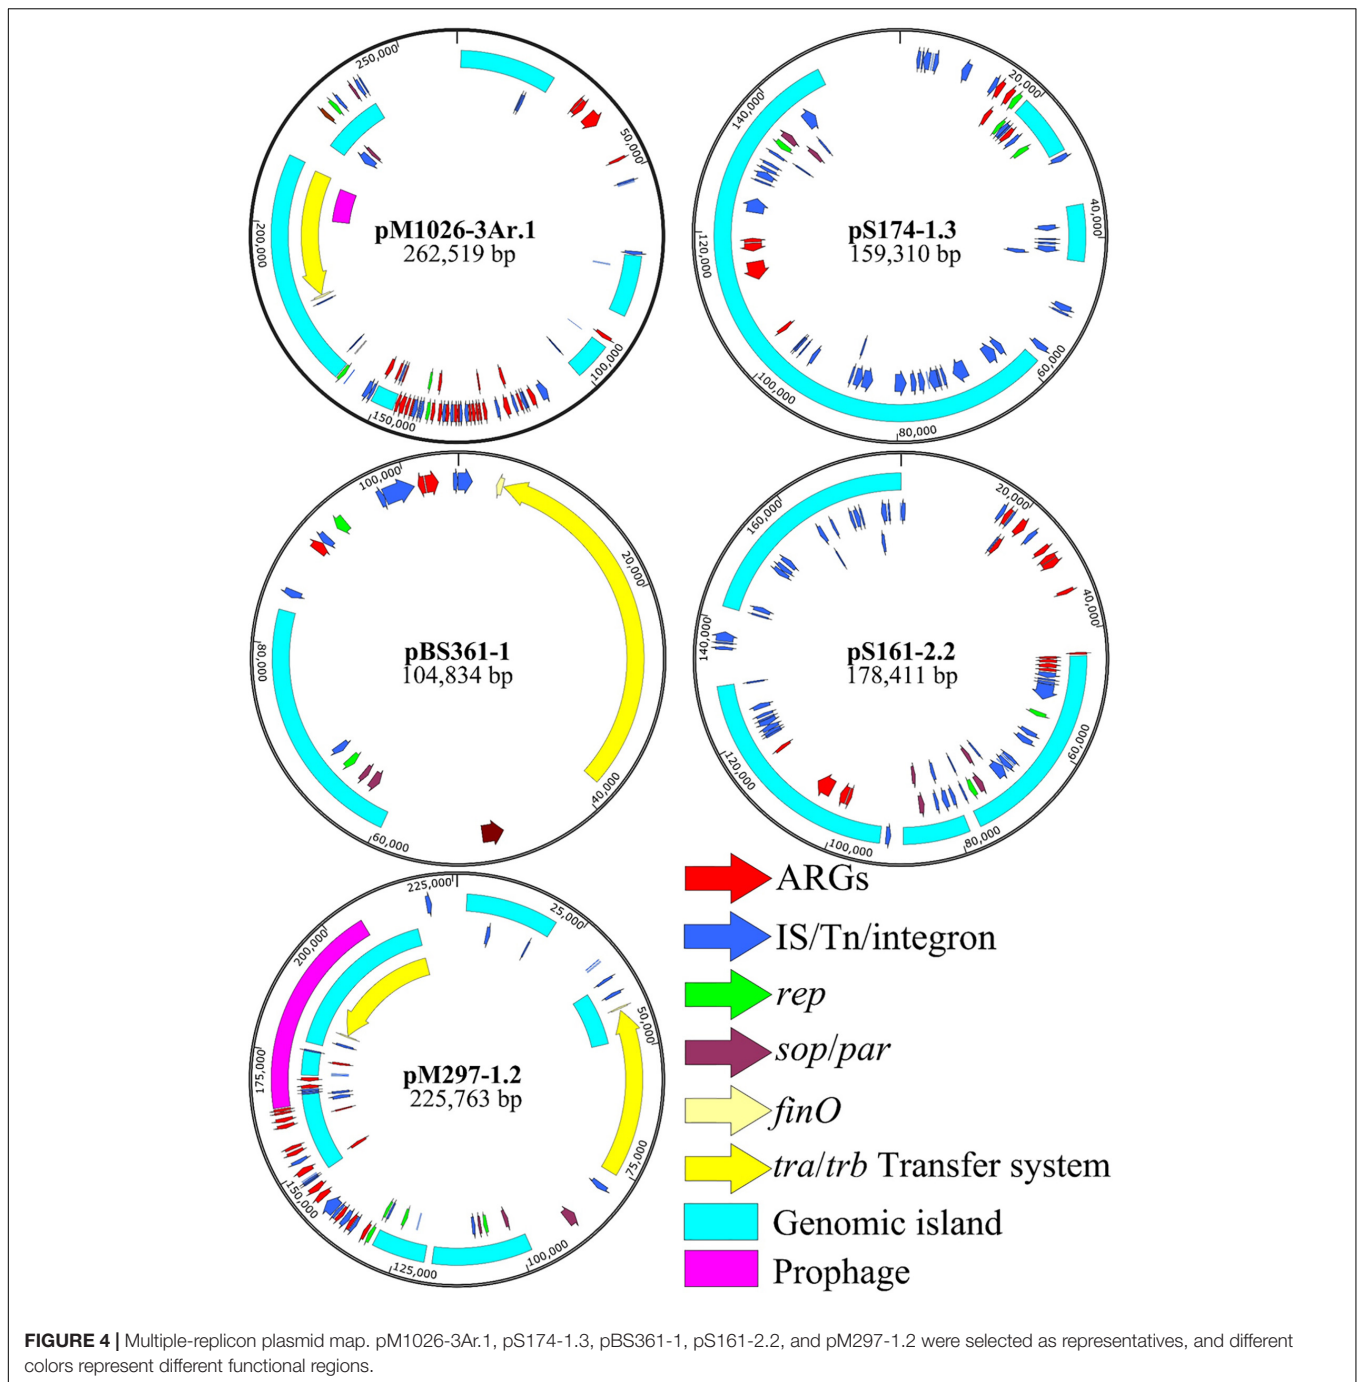 250,000
50,000
100,000
150,000
200,000
pM1026-3Ar.1
262,519 bp
20,000
40,000
60,000
80,000
100,000
120,000
140,000
pS174-1.3
159,310 bp
100,000
20,000
40,000
60,000
80,000
pBS361-1
104,834 bp
20,000
40,000
60,000
80,000
100,000
120,000
140,000
160,000
pS161-2.2
178,411 bp
225,000
25,000
50,000
75,000
100,000
125,000
150,000
175,000
200,000
pM297-1.2
225,763 bp
ARGs
IS/Tn/integron
rep
sop/par
finO
tra/trb Transfer system
Genomic island
Prophage
FIGURE 4 | Multiple-replicon plasmid map. pM1026-3Ar.1, pS174-1.3, pBS361-1, pS161-2.2, and pM297-1.2 were selected as representatives, and different
colors represent different functional regions.